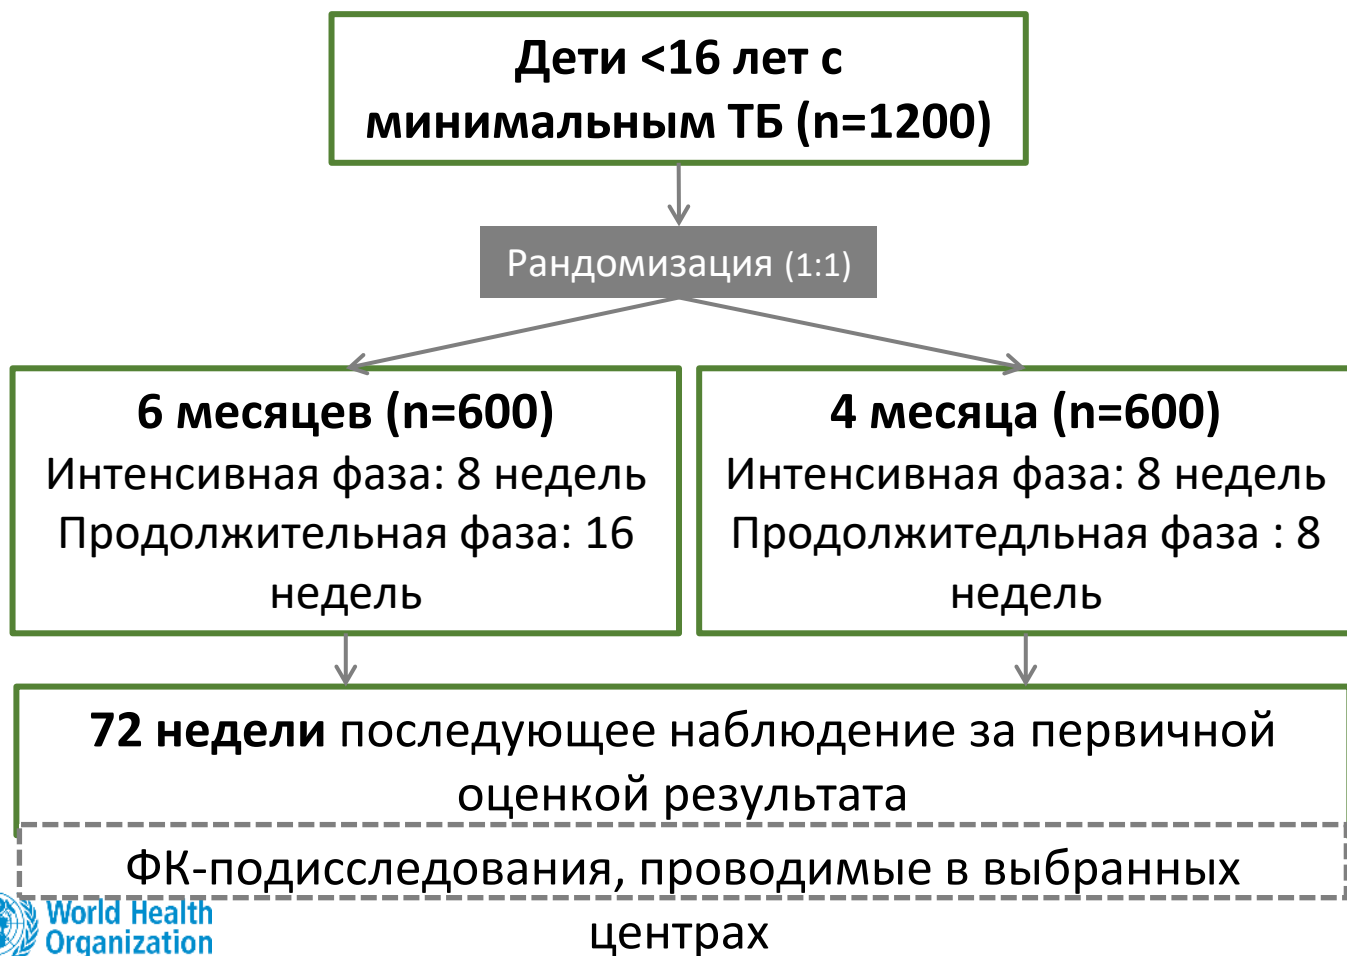 Дети <16 лет с
минимальным ТБ (n=1200)
Рандомизация (1:1)
6 месяцев (n=600)
Интенсивная фаза: 8 недель
Продолжительная фаза: 16
недель
4 месяца (n=600)
Интенсивная фаза: 8 недель
Продолжитедльная фаза : 8
недель
72 недели последующее наблюдение за первичной
оценкой результата
ФК-подисследования, проводимые в выбранных
центрах
World Health
Organization